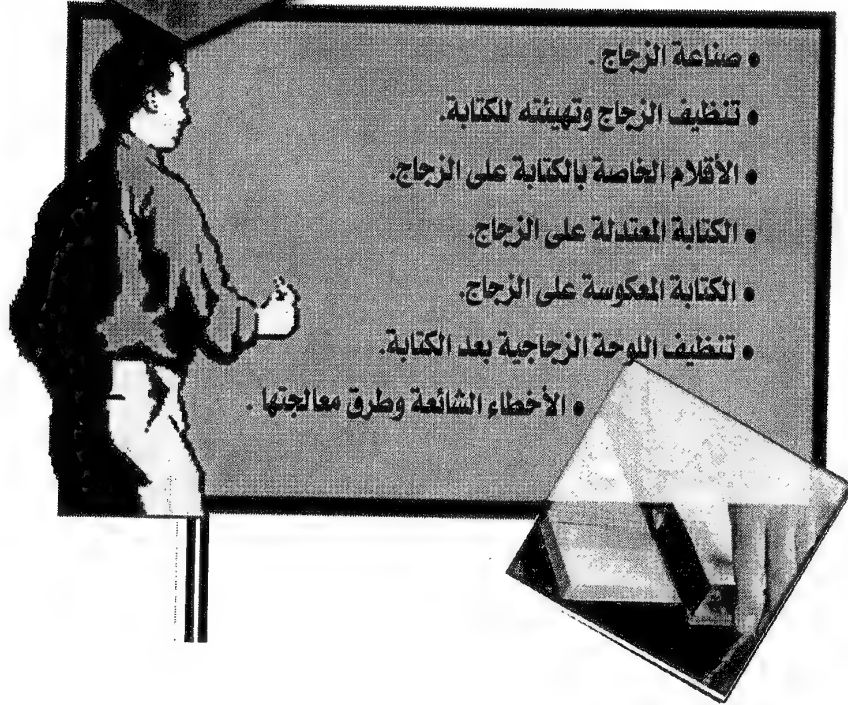 • صناعة الزجاج .
• تنظيف الزجاج وتهيئته للكتابة.
• الأقلام الخاصة بالكتابة على الزجاج.
• الكتابة المعتدلة على الزجاج.
• الكتابة المعكوسة على الزجاج.
• تنظيف اللوحة الزجاجية بعد الكتابة.
• الأخطاء الشائعة وطرق معالجتها .